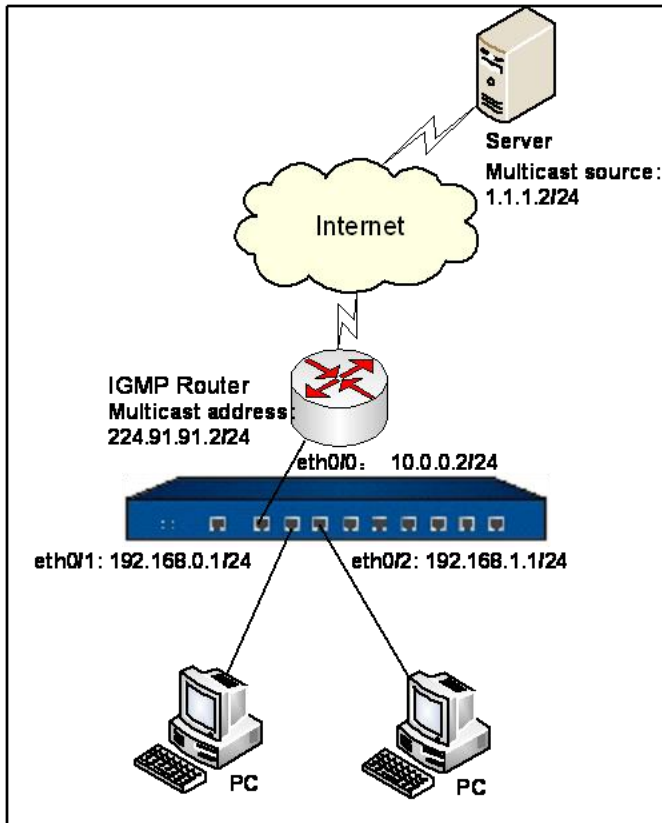 Server
Multicast source:
1.1.1.2/24
Internet
IGMP Router
Multicast address:
224.91.91.2/24
eth0/0: 10.0.0.2/24
eth0/1: 192.168.0.1/24
eth0/2: 192.168.1.1/24
PC
PC